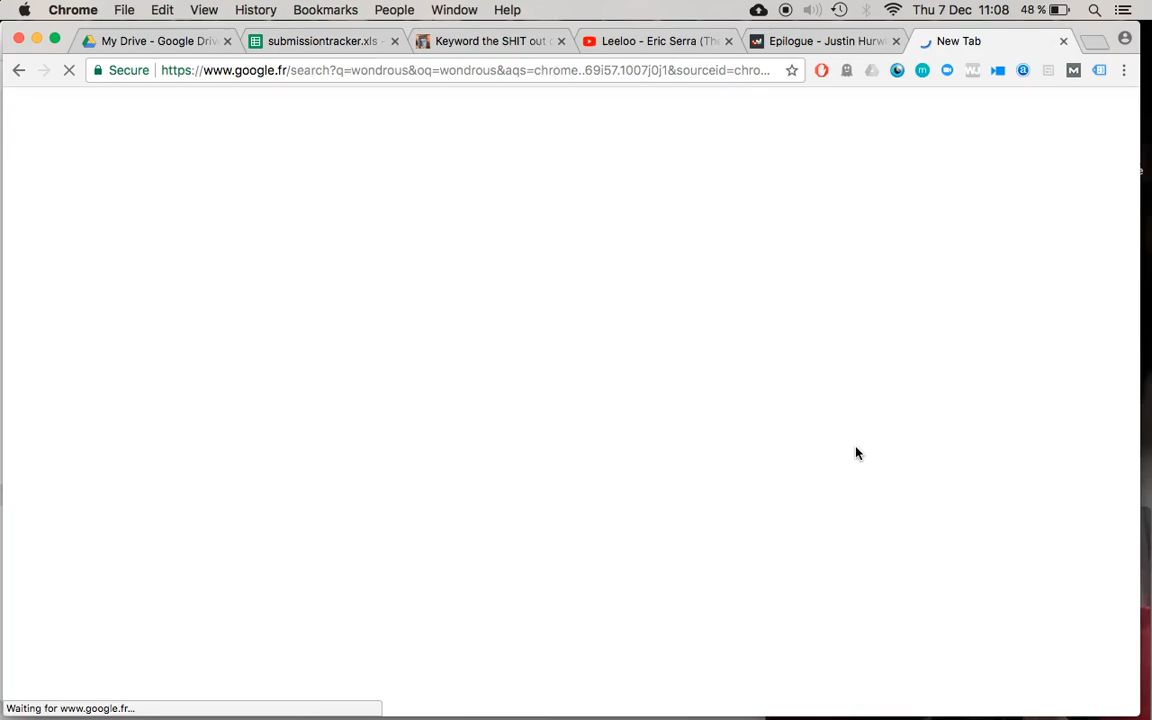 Chrome File Edit View History Bookmarks People Window Help Thu 7 Dec 11:08 48 %
My Drive - Google Driv submissiontracker.xls - Keyword the SHIT out o Leeloo - Eric Serra (The Epilogue - Justin Hurwi New Tab
Secure https://www.google.fr/search?q=wondrous&oq=wondrous&aqs=chrome..69i57.1007j0j1&sourceid=chro...
Waiting for www.google.fr...